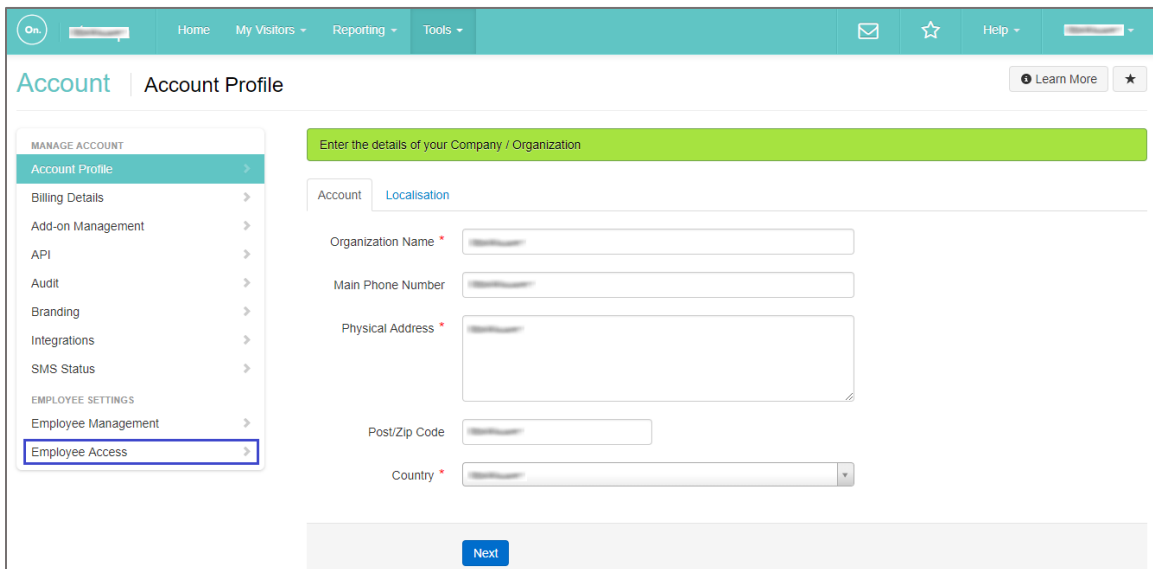 On.
Home My Visitors Reporting Tools Help
Account Account Profile
Learn More
MANAGE ACCOUNT
Account Profile
Billing Details
Add-on Management
API
Audit
Branding
Integrations
SMS Status
EMPLOYEE SETTINGS
Employee Management
Employee Access
Enter the details of your Company / Organization
Account Localisation
Organization Name *
Main Phone Number
Physical Address *
Post/Zip Code
Country *
Next